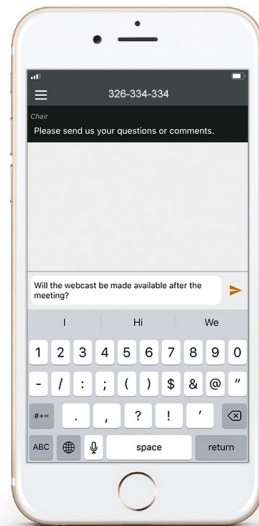 326-334-334
Chair
Please send us your questions or comments.
Will the webcast be made available after the
meeting?
I Hi We
1 2 3 4 5 6 7 8 9 0
- / : ; ( ) $ & @ "
#+= . , ? ! '
ABC space return